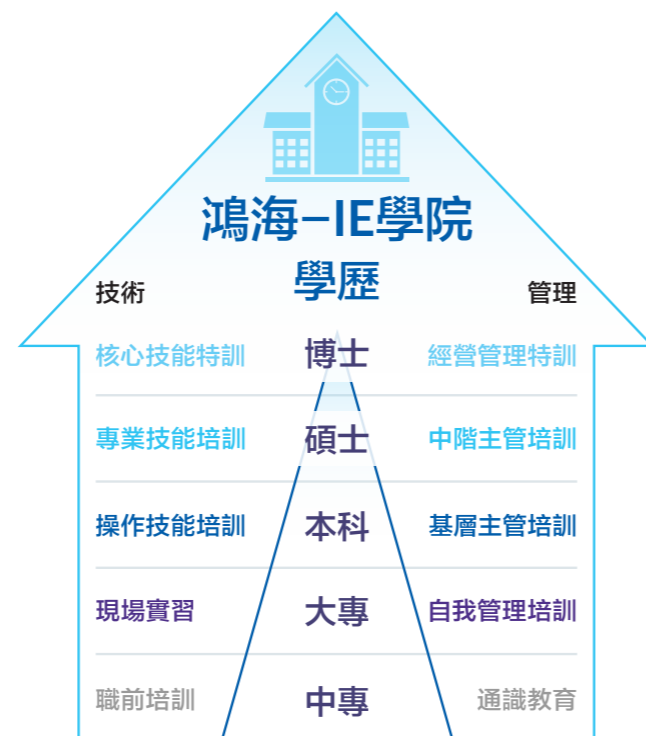 鴻海–IE學院
學歷
技術 管理
核心技能特訓 博士 經營管理特訓
專業技能培訓 碩士 中階主管培訓
操作技能培訓 本科 基層主管培訓
現場實習 大專 自我管理培訓
職前培訓 中專 通識教育